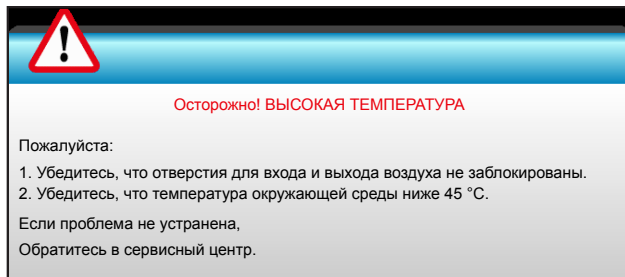 Осторожно! ВЫСОКАЯ ТЕМПЕРАТУРА
Пожалуйста:
1. Убедитесь, что отверстия для входа и выхода воздуха не заблокированы.
2. Убедитесь, что температура окружающей среды ниже 45 °C.
Если проблема не устранена,
Обратитесь в сервисный центр.